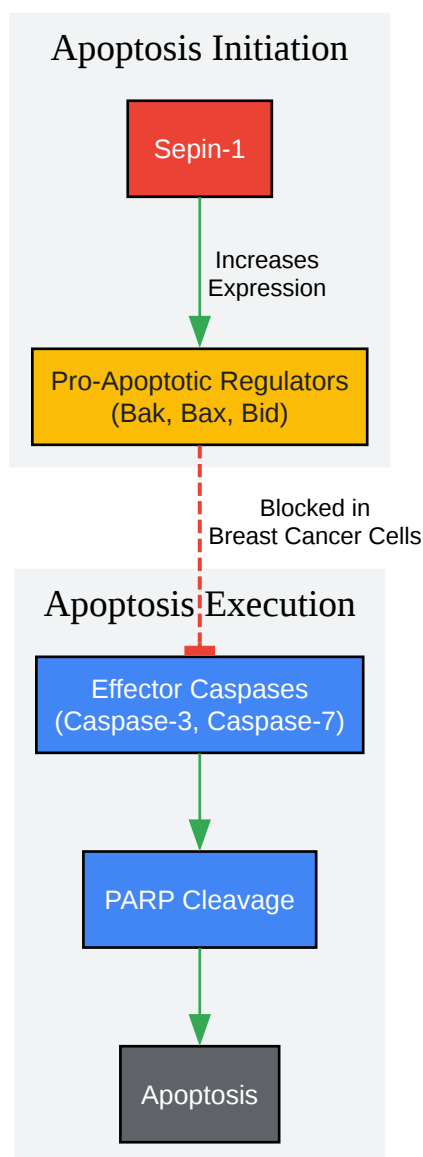 Apoptosis Initiation
Sepin-1
Increases
Expression
Pro-Apoptotic Regulators
(Bak, Bax, Bid)
Blocked in
Breast Cancer Cells
Apoptosis Execution
Effector Caspases
(Caspase-3, Caspase-7)
PARP Cleavage
Apoptosis